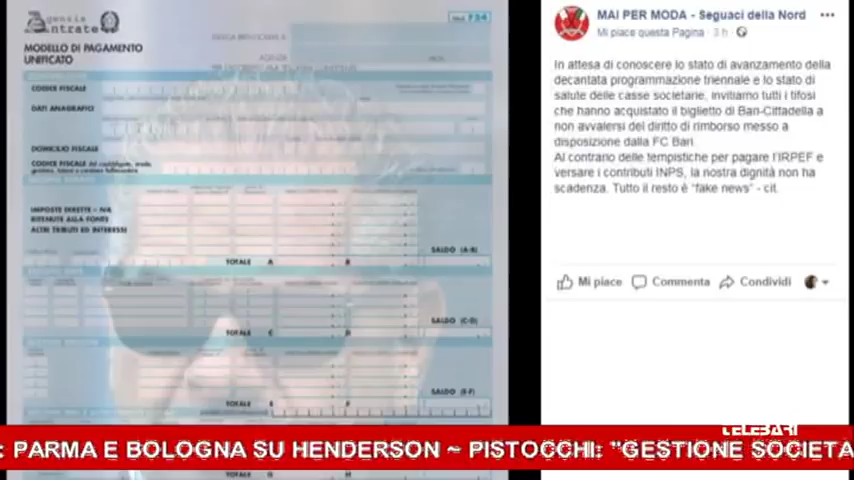 Agenzia
Entrate
MODELLO DI PAGAMENTO
UNIFICATO
Mod. F24
CODICE FISCALE
DATI ANAGRAFICI
DOMICILIO FISCALE
IMPOSTE DIRETTE – IVA
RITENUTE ALLA FONTE
ALTRI TRIBUTI ED INTERESSI
SALDO (A-B)
TOTALE A B
SALDO (C-D)
TOTALE C D
SALDO (E-F)
TOTALE E F
MAI PER MODA - Seguaci della Nord
Mi piace questa Pagina · 3 h ·
In attesa di conoscere lo stato di avanzamento della
decantata programmazione triennale e lo stato di
salute delle casse societarie, invitiamo tutti i tifosi
che hanno acquistato il biglietto di Bari-Cittadella a
non avvalersi del diritto di rimborso messo a
disposizione dalla FC Bari.
Al contrario delle tempistiche per pagare l'IRPEF e
versare i contributi INPS, la nostra dignità non ha
scadenza. Tutto il resto è "fake news" - cit.
Mi piace Commenta Condividi
TELEBARI
: PARMA E BOLOGNA SU HENDERSON ~ PISTOCCHI: "GESTIONE SOCIETA